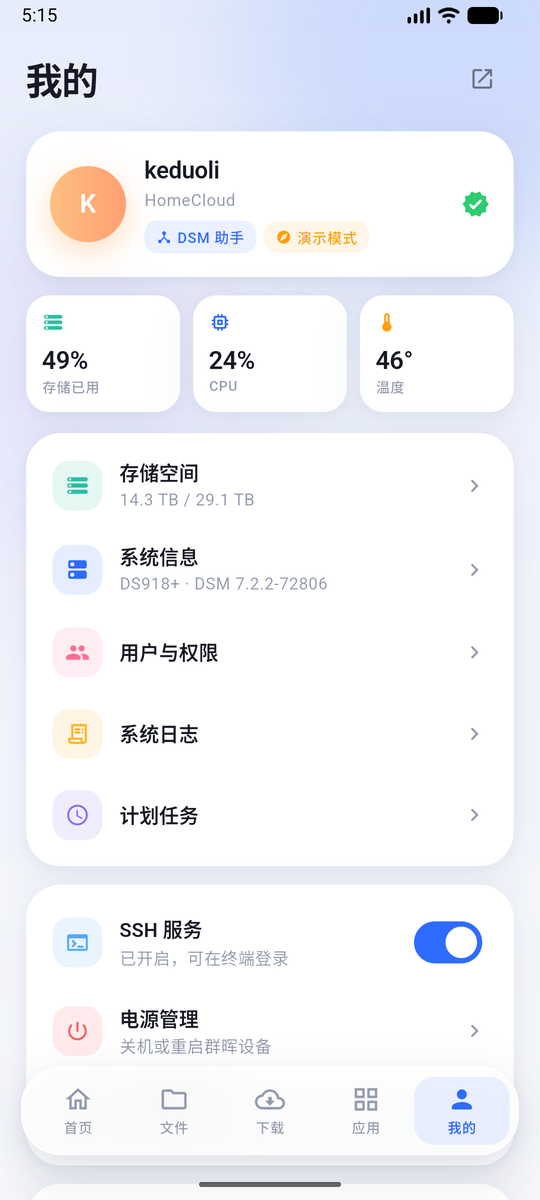 5:15
我的
K
keduoli
HomeCloud
DSM 助手
演示模式
49%
存储已用
24%
CPU
46°
温度
存储空间
14.3 TB / 29.1 TB
系统信息
DS918+ · DSM 7.2.2-72806
用户与权限
系统日志
计划任务
SSH 服务
已开启，可在终端登录
电源管理
关机或重启群晖设备
首页
文件
下载
应用
我的